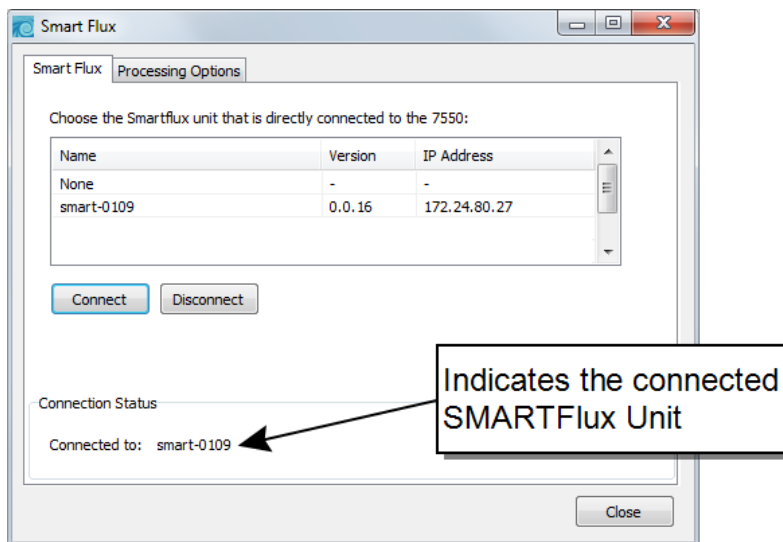 Smart Flux
Smart Flux Processing Options
Choose the Smartflux unit that is directly connected to the 7550:
Name Version IP Address
None - -
smart-0109 0.0.16 172.24.80.27
Connect Disconnect
Indicates the connected
SMARTFlux Unit
Connection Status
Connected to: smart-0109
Close